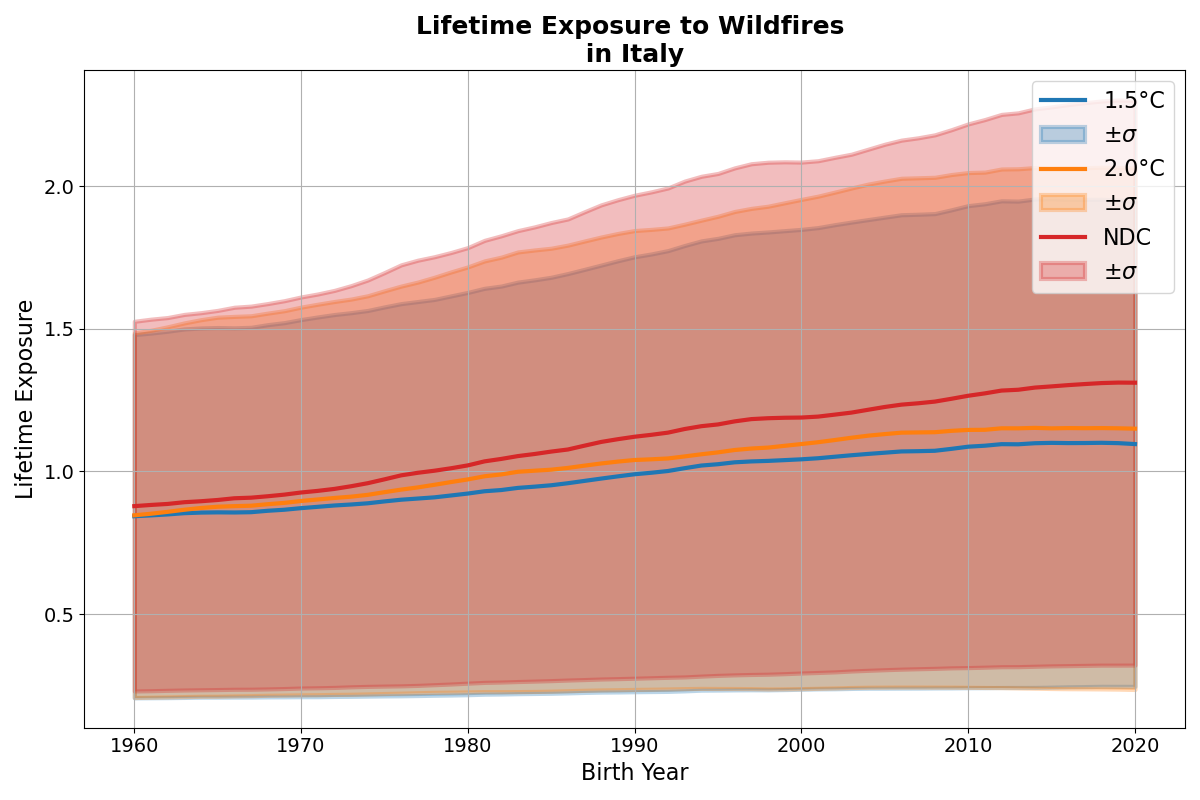 Lifetime Exposure to Wildfires
in Italy
Lifetime Exposure
2.0
1.5
1.0
0.5
1.5°C
±σ
2.0°C
±σ
NDC
±σ
1960 1970 1980 1990 2000 2010 2020
Birth Year